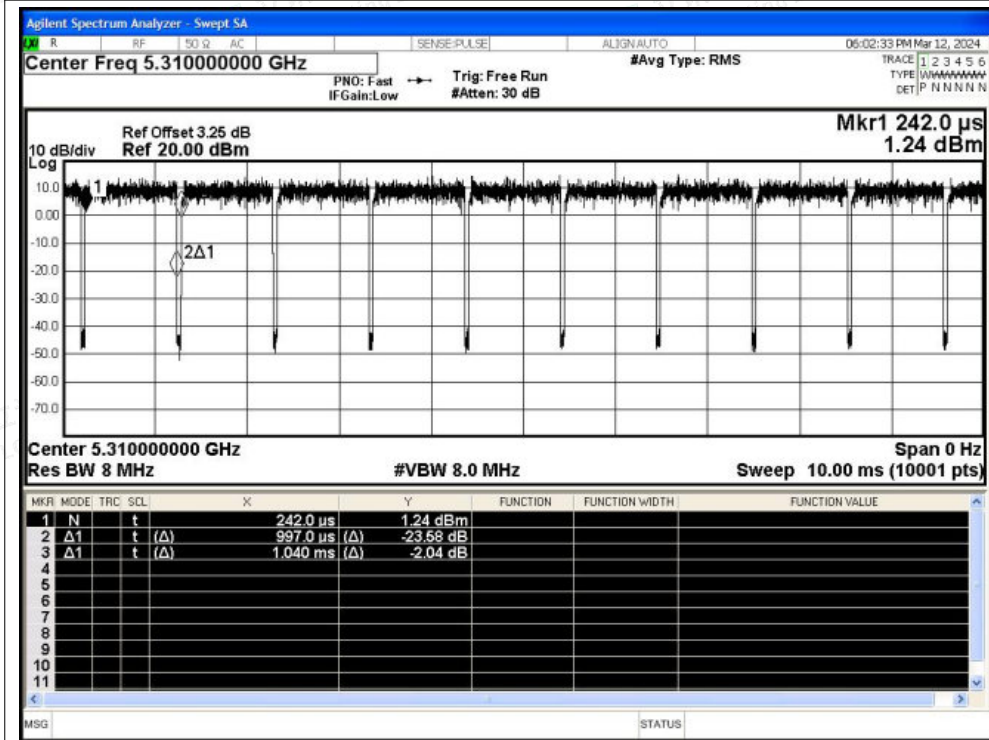 Agilent Spectrum Analyzer - Swept SA
LXI R RF 50 Ω AC SENSE:PULSE ALIGNAUTO 06:02:33 PM Mar 12, 2024
Center Freq 5.310000000 GHz #Avg Type: RMS TRACE 1 2 3 4 5 6
PNO: Fast Trig: Free Run TYPE
IFGain:Low #Atten: 30 dB DET P N N N N N
Mkr1 242.0 µs
Ref Offset 3.25 dB
10 dB/div Ref 20.00 dBm 1.24 dBm
Log
10.0 1
0.00
-10.0 2Δ1
-20.0
-30.0
-40.0
-50.0
-60.0
-70.0
Center 5.310000000 GHz Span 0 Hz
Res BW 8 MHz #VBW 8.0 MHz Sweep 10.00 ms (10001 pts)
MKR MODE TRC SCL X Y FUNCTION FUNCTION WIDTH FUNCTION VALUE
1 N t 242.0 µs 1.24 dBm
2 Δ1 t (Δ) 997.0 µs (Δ) -23.58 dB
3 Δ1 t (Δ) 1.040 ms (Δ) -2.04 dB
4
5
6
7
8
9
10
11
MSG STATUS